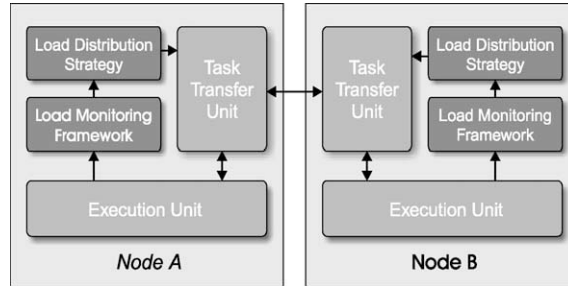 Load Distribution
Strategy
Task
Transfer
Unit
Load Monitoring
Framework
Execution Unit
Node A
Task
Transfer
Unit
Load Distribution
Strategy
Load Monitoring
Framework
Execution Unit
Node B